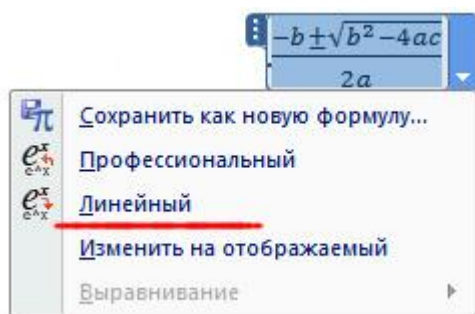 −b ± √b² − 4ac
2a
Сохранить как новую формулу...
Профессиональный
Линейный
Изменить на отображаемый
Выравнивание